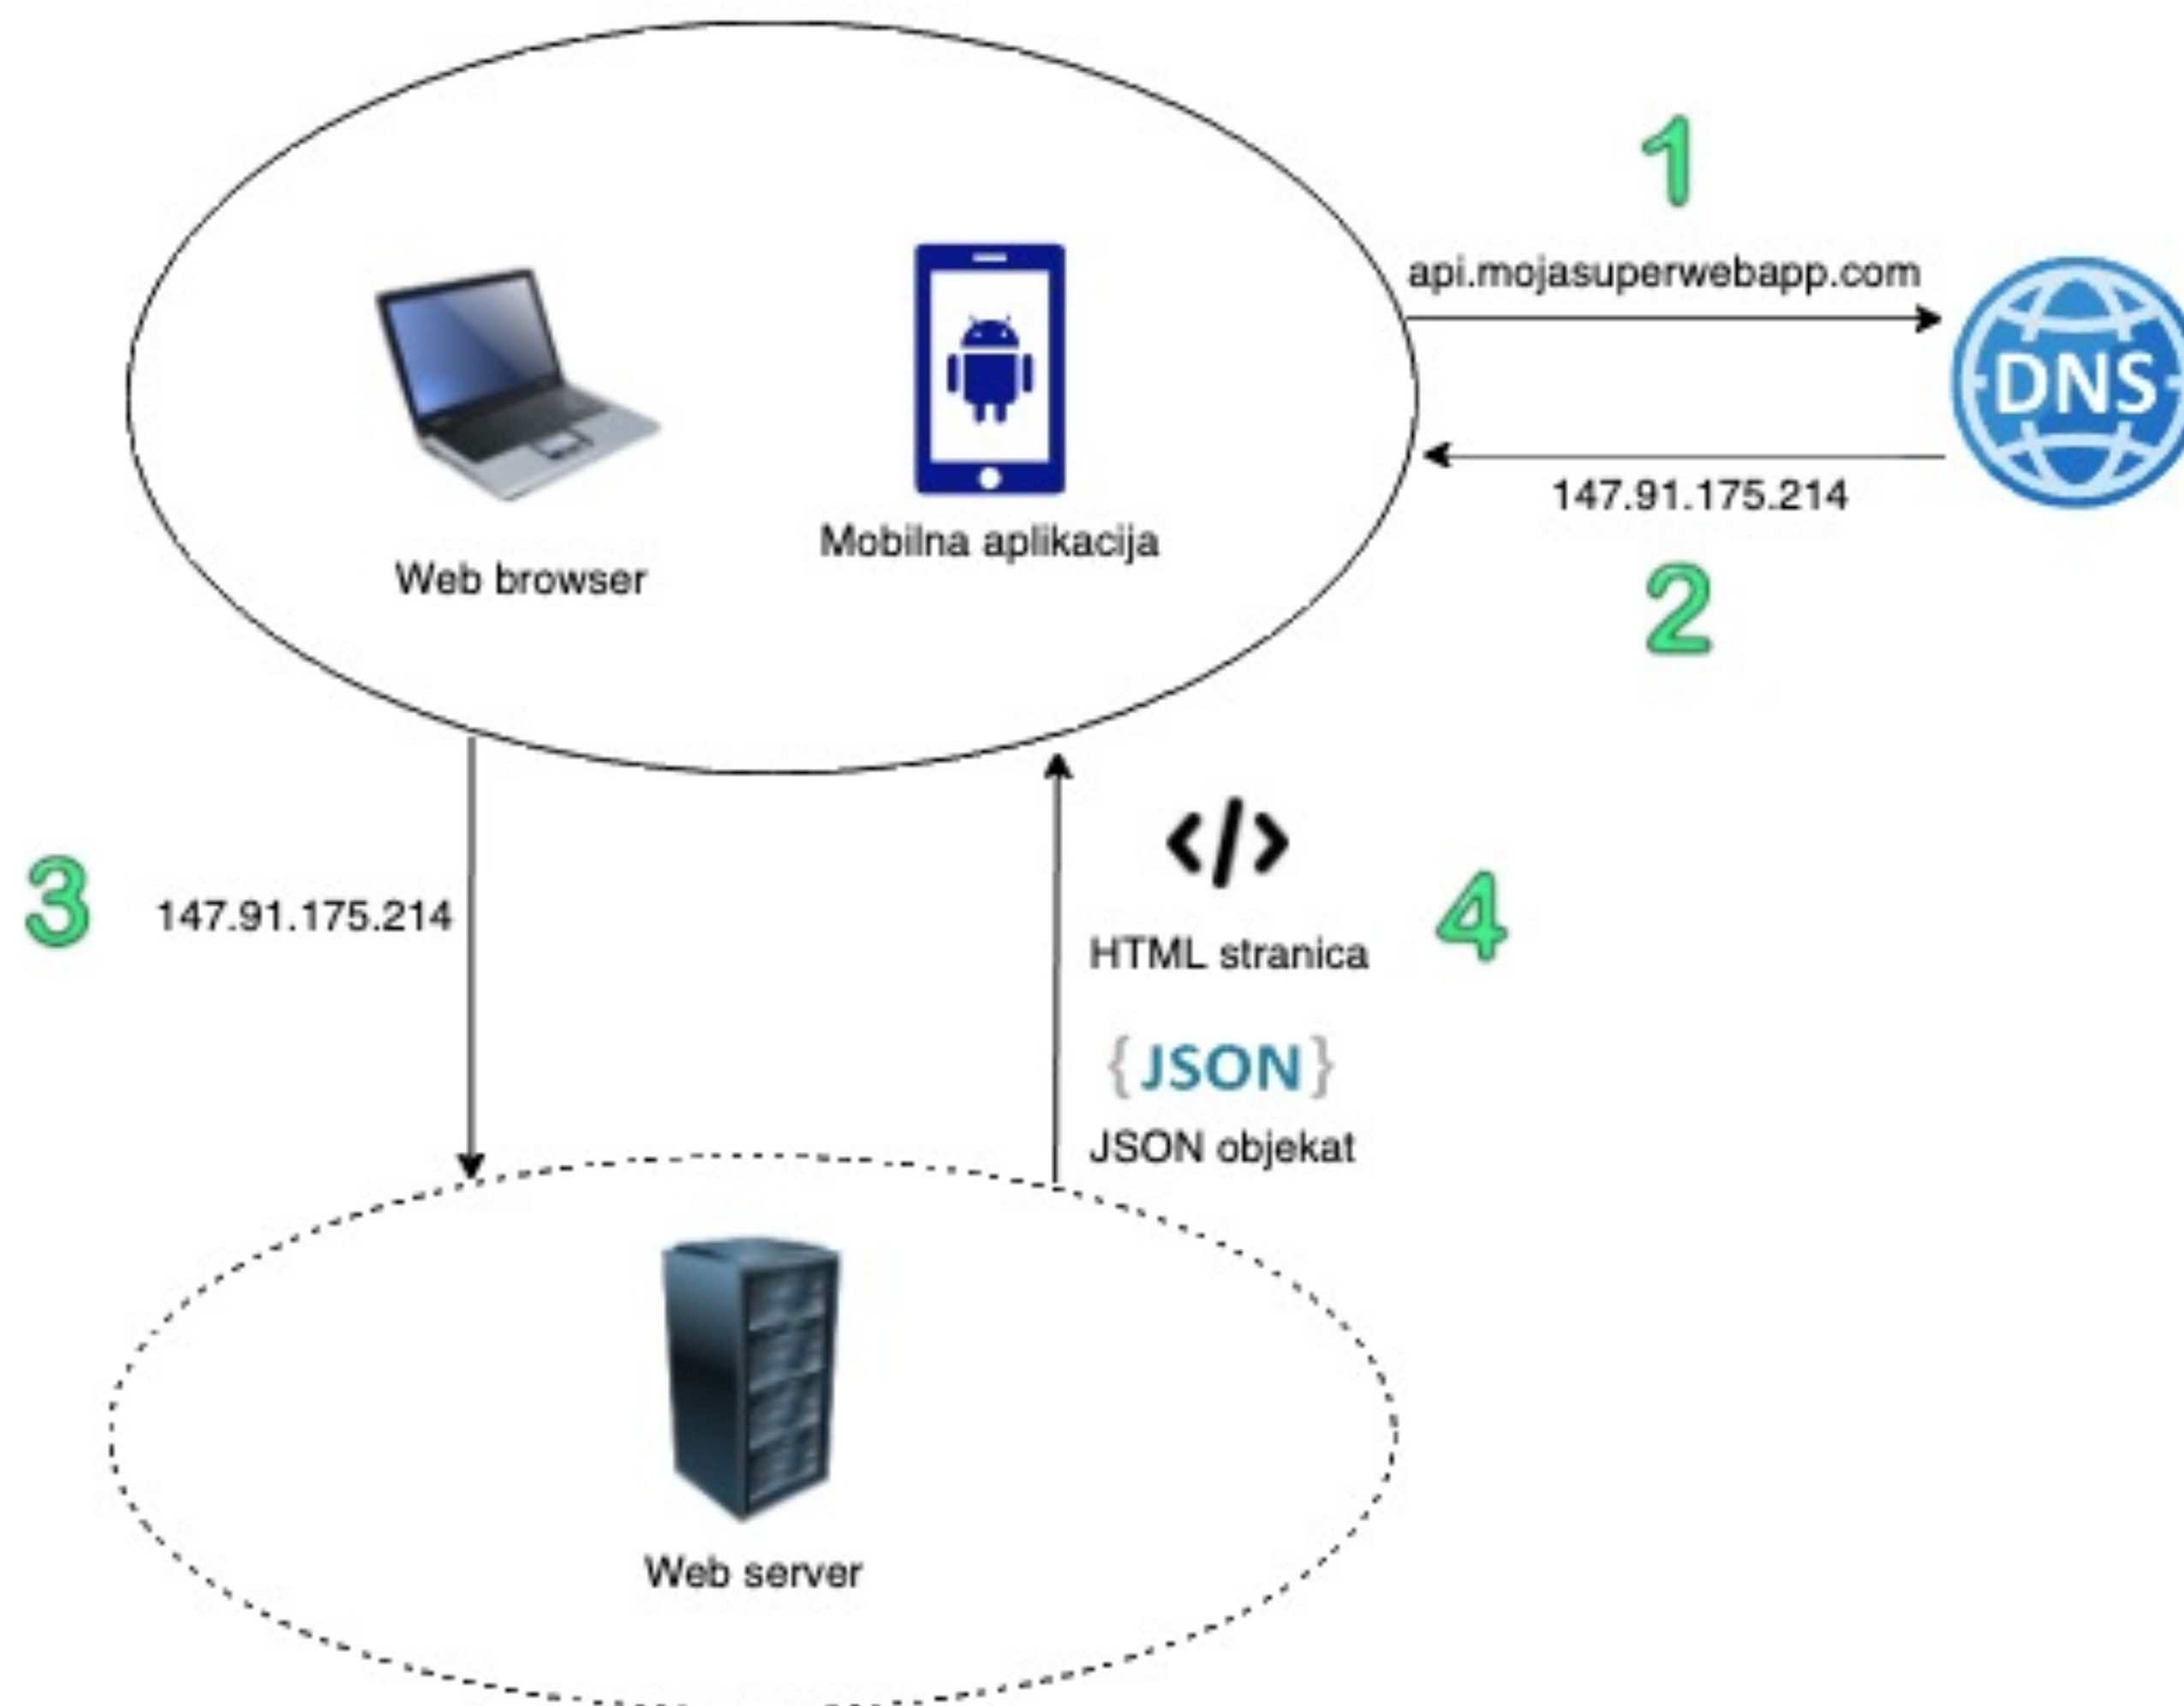 1
api.mojasuperwebapp.com
DNS
147.91.175.214
2
Web browser
Mobilna aplikacija
3
147.91.175.214
</>
HTML stranica
4
{JSON}
JSON objekat
Web server